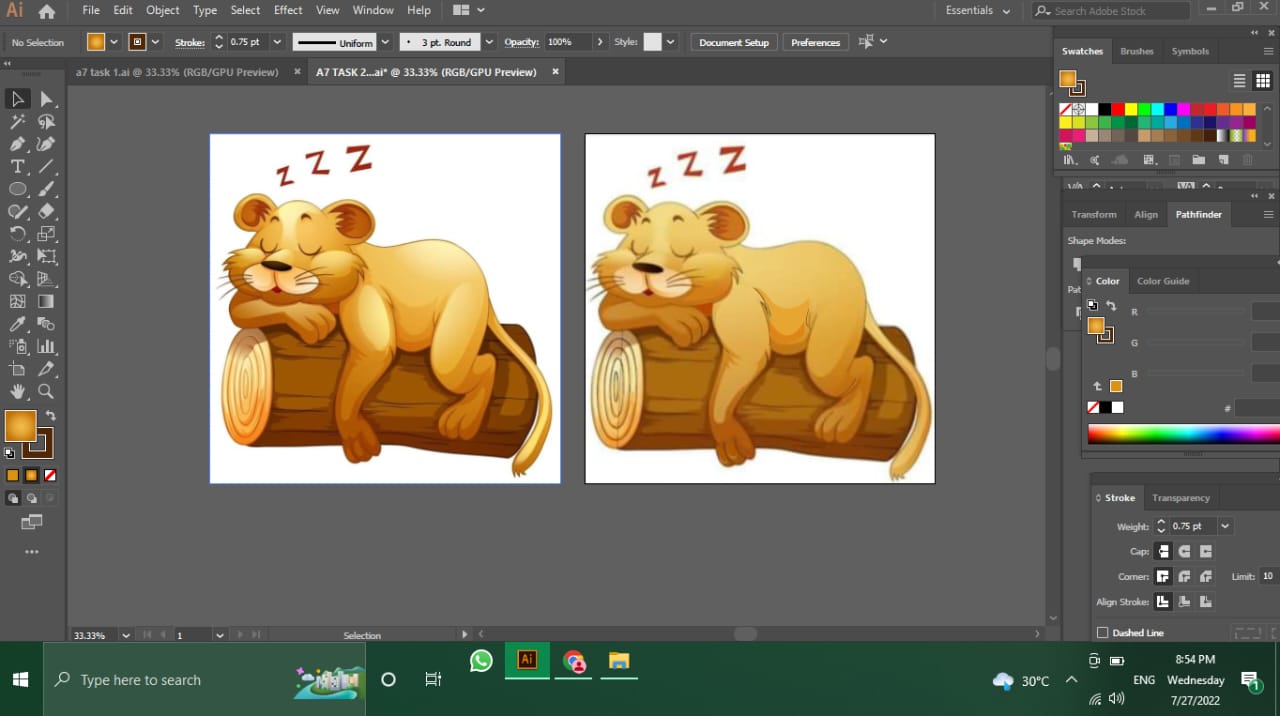 Ai File Edit Object Type Select Effect View Window Help Essentials Search Adobe Stock
No Selection Stroke: 0.75 pt Uniform 3 pt. Round Opacity: 100% Style: Document Setup Preferences
a7 task 1.ai @ 33.33% (RGB/GPU Preview) × A7 TASK 2...ai* @ 33.33% (RGB/GPU Preview) ×
Swatches Brushes Symbols
z Z Z
z Z Z
Transform Align Pathfinder
Shape Modes:
Color Color Guide
R
G
B
#
Stroke Transparency
Weight: 0.75 pt
Cap:
Corner: Limit: 10
Align Stroke:
Dashed Line
33.33% 1 Selection
Type here to search
Ai
30°C
ENG
8:54 PM
Wednesday
7/27/2022
1